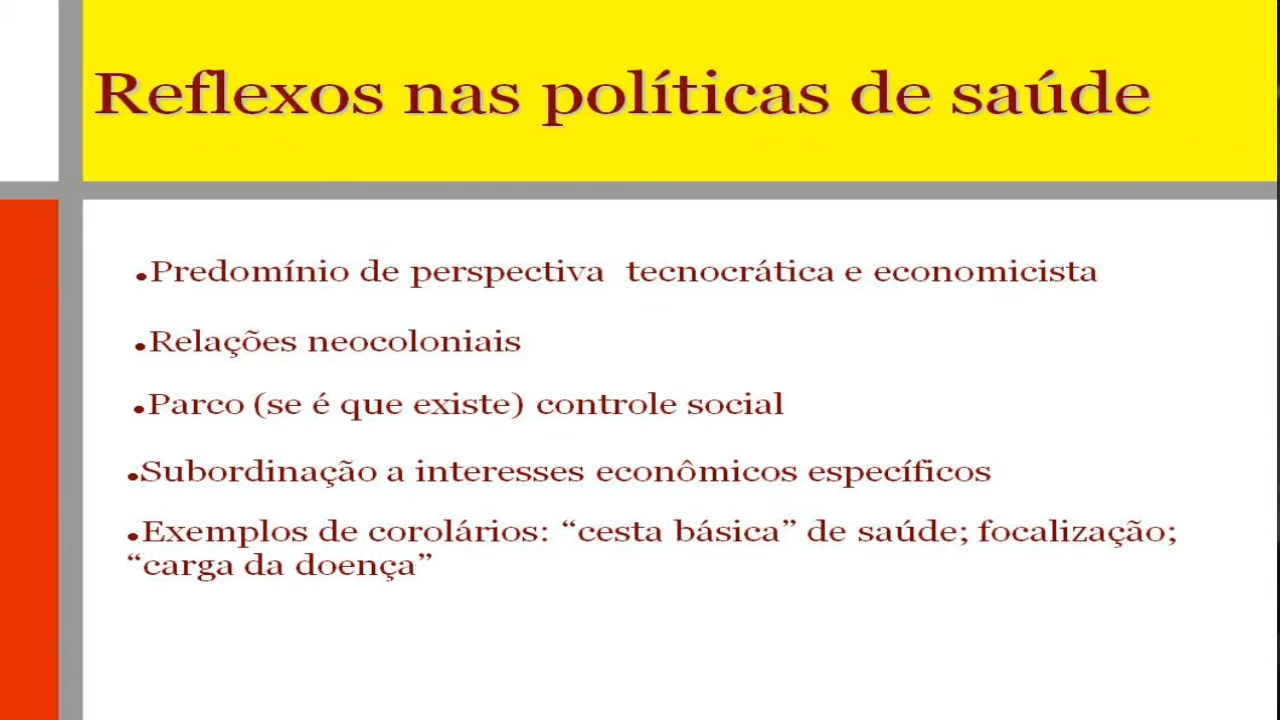 Reflexos nas políticas de saúde
•Predomínio de perspectiva tecnocrática e economicista
•Relações neocoloniais
•Parco (se é que existe) controle social
•Subordinação a interesses econômicos específicos
•Exemplos de corolários: “cesta básica” de saúde; focalização;
“carga da doença”